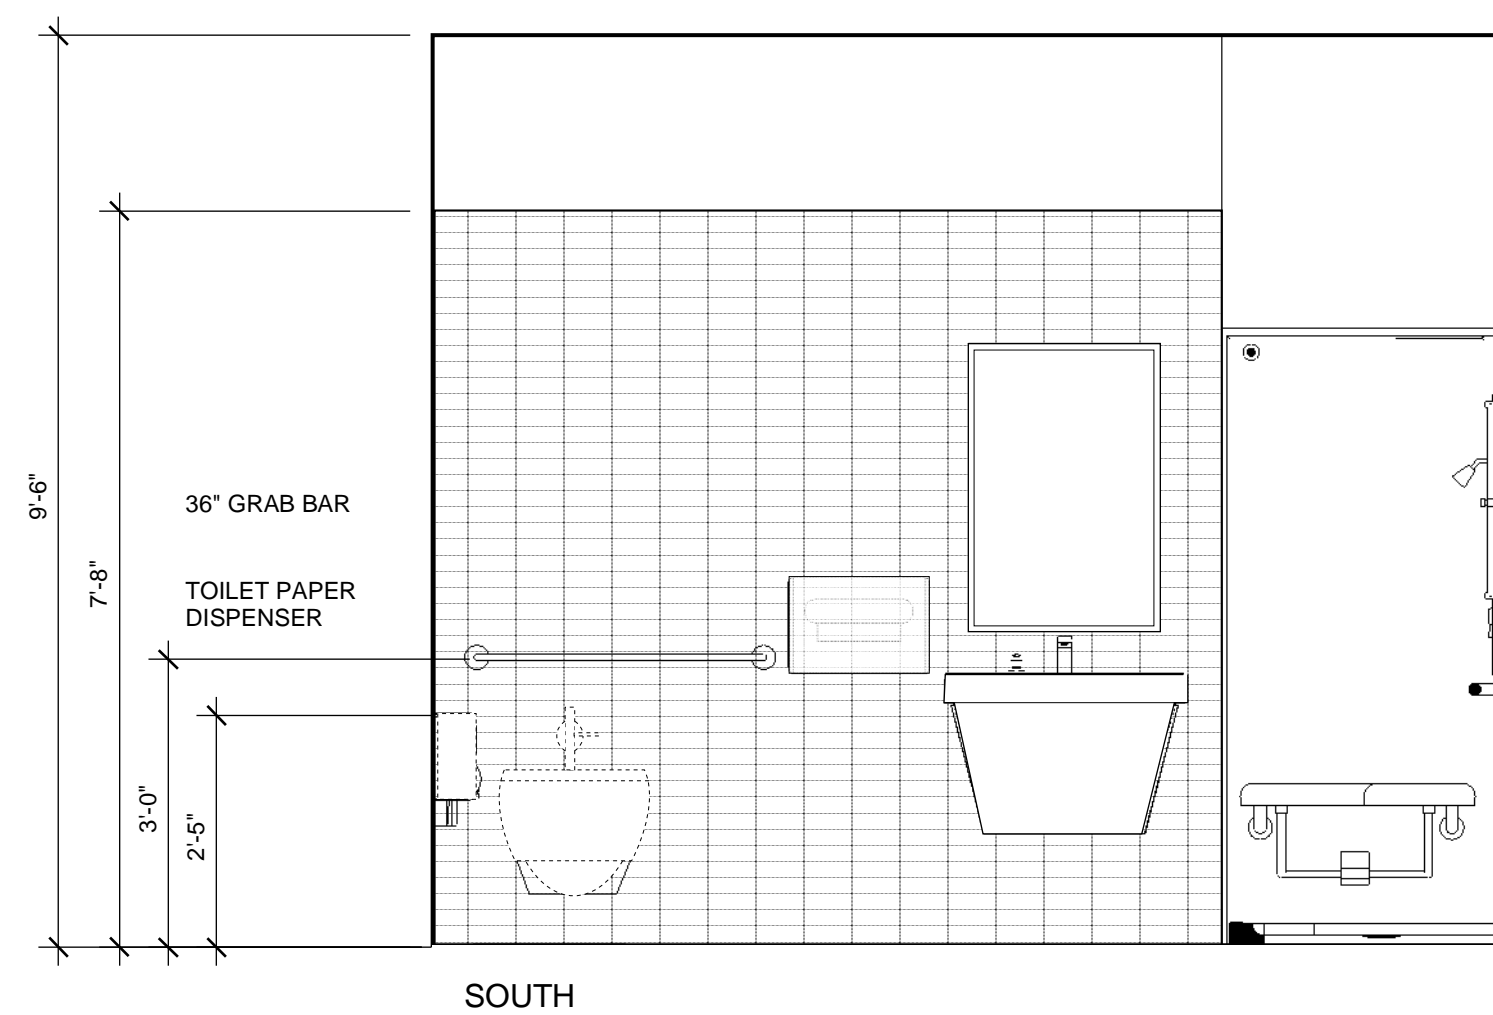 9'-6"
7'-8"
36" GRAB BAR
TOILET PAPER
DISPENSER
3'-0"
2'-5"
SOUTH